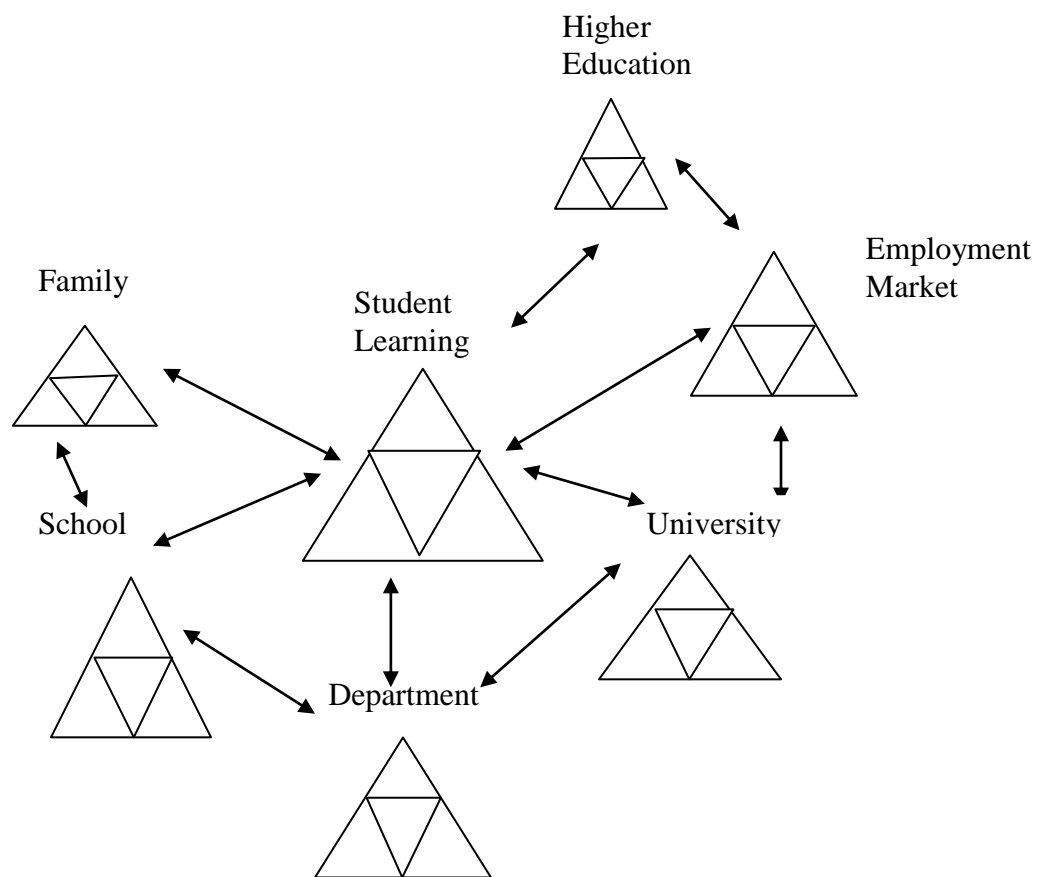 Higher
Education
Employment
Market
Family
Student
Learning
School
University
Department